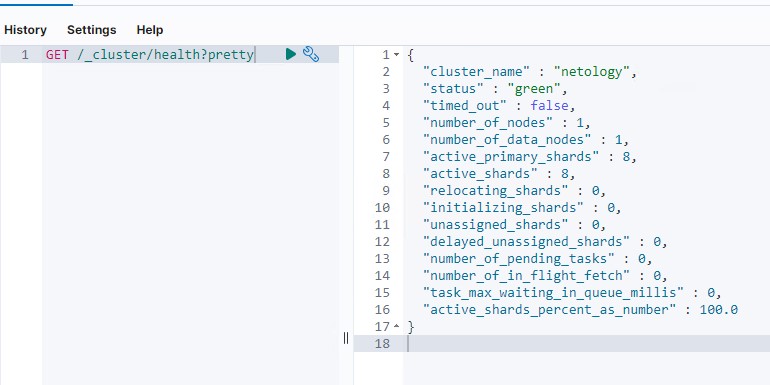 History Settings Help
1 GET /_cluster/health?pretty
1 {
2 "cluster_name" : "netology",
3 "status" : "green",
4 "timed_out" : false,
5 "number_of_nodes" : 1,
6 "number_of_data_nodes" : 1,
7 "active_primary_shards" : 8,
8 "active_shards" : 8,
9 "relocating_shards" : 0,
10 "initializing_shards" : 0,
11 "unassigned_shards" : 0,
12 "delayed_unassigned_shards" : 0,
13 "number_of_pending_tasks" : 0,
14 "number_of_in_flight_fetch" : 0,
15 "task_max_waiting_in_queue_millis" : 0,
16 "active_shards_percent_as_number" : 100.0
17 }
18